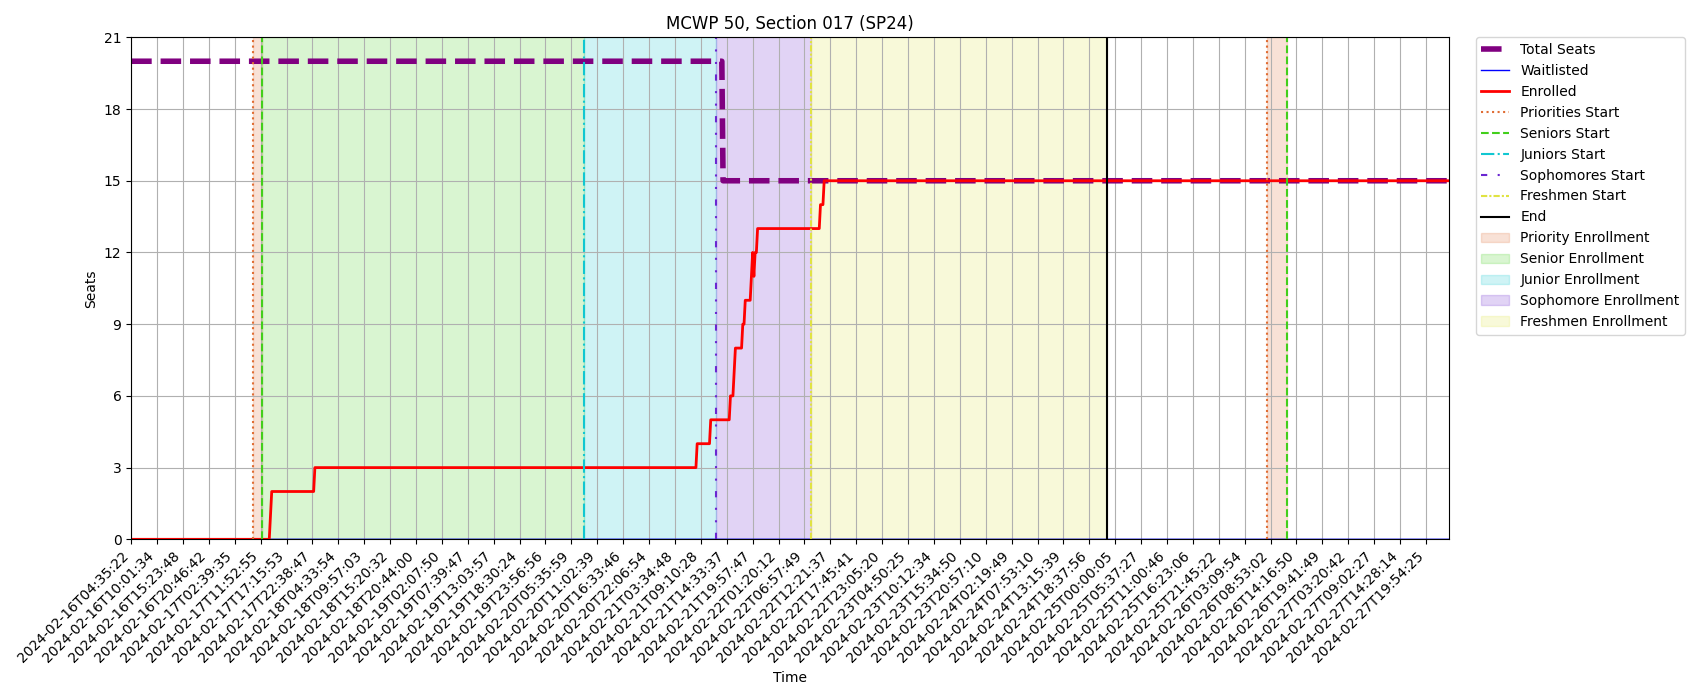 MCWP 50, Section 017 (SP24)
21
18
15
12
9
6
3
0
Seats
2024-02-16T04:35:22
2024-02-16T10:01:34
2024-02-16T15:23:48
2024-02-16T20:46:42
2024-02-17T02:39:35
2024-02-17T11:52:55
2024-02-17T17:15:53
2024-02-17T22:38:47
2024-02-18T04:33:54
2024-02-18T09:57:03
2024-02-18T15:20:32
2024-02-18T20:44:00
2024-02-19T02:07:50
2024-02-19T07:39:47
2024-02-19T13:03:57
2024-02-19T18:30:24
2024-02-19T23:56:56
2024-02-20T05:35:59
2024-02-20T11:02:39
2024-02-20T16:33:46
2024-02-20T22:06:54
2024-02-21T03:34:48
2024-02-21T09:10:28
2024-02-21T14:33:37
2024-02-21T19:57:47
2024-02-22T01:20:12
2024-02-22T06:57:49
2024-02-22T12:21:37
2024-02-22T17:45:41
2024-02-22T23:05:20
2024-02-23T04:50:25
2024-02-23T10:12:34
2024-02-23T15:34:50
2024-02-23T20:57:10
2024-02-24T02:19:49
2024-02-24T07:53:10
2024-02-24T13:15:39
2024-02-24T18:37:56
2024-02-25T00:00:05
2024-02-25T05:37:27
2024-02-25T11:00:46
2024-02-25T16:23:06
2024-02-25T21:45:22
2024-02-26T03:09:54
2024-02-26T08:53:02
2024-02-26T14:16:50
2024-02-26T19:41:49
2024-02-27T03:20:42
2024-02-27T09:02:27
2024-02-27T14:28:14
2024-02-27T19:54:25
Time
Total Seats
Waitlisted
Enrolled
Priorities Start
Seniors Start
Juniors Start
Sophomores Start
Freshmen Start
End
Priority Enrollment
Senior Enrollment
Junior Enrollment
Sophomore Enrollment
Freshmen Enrollment